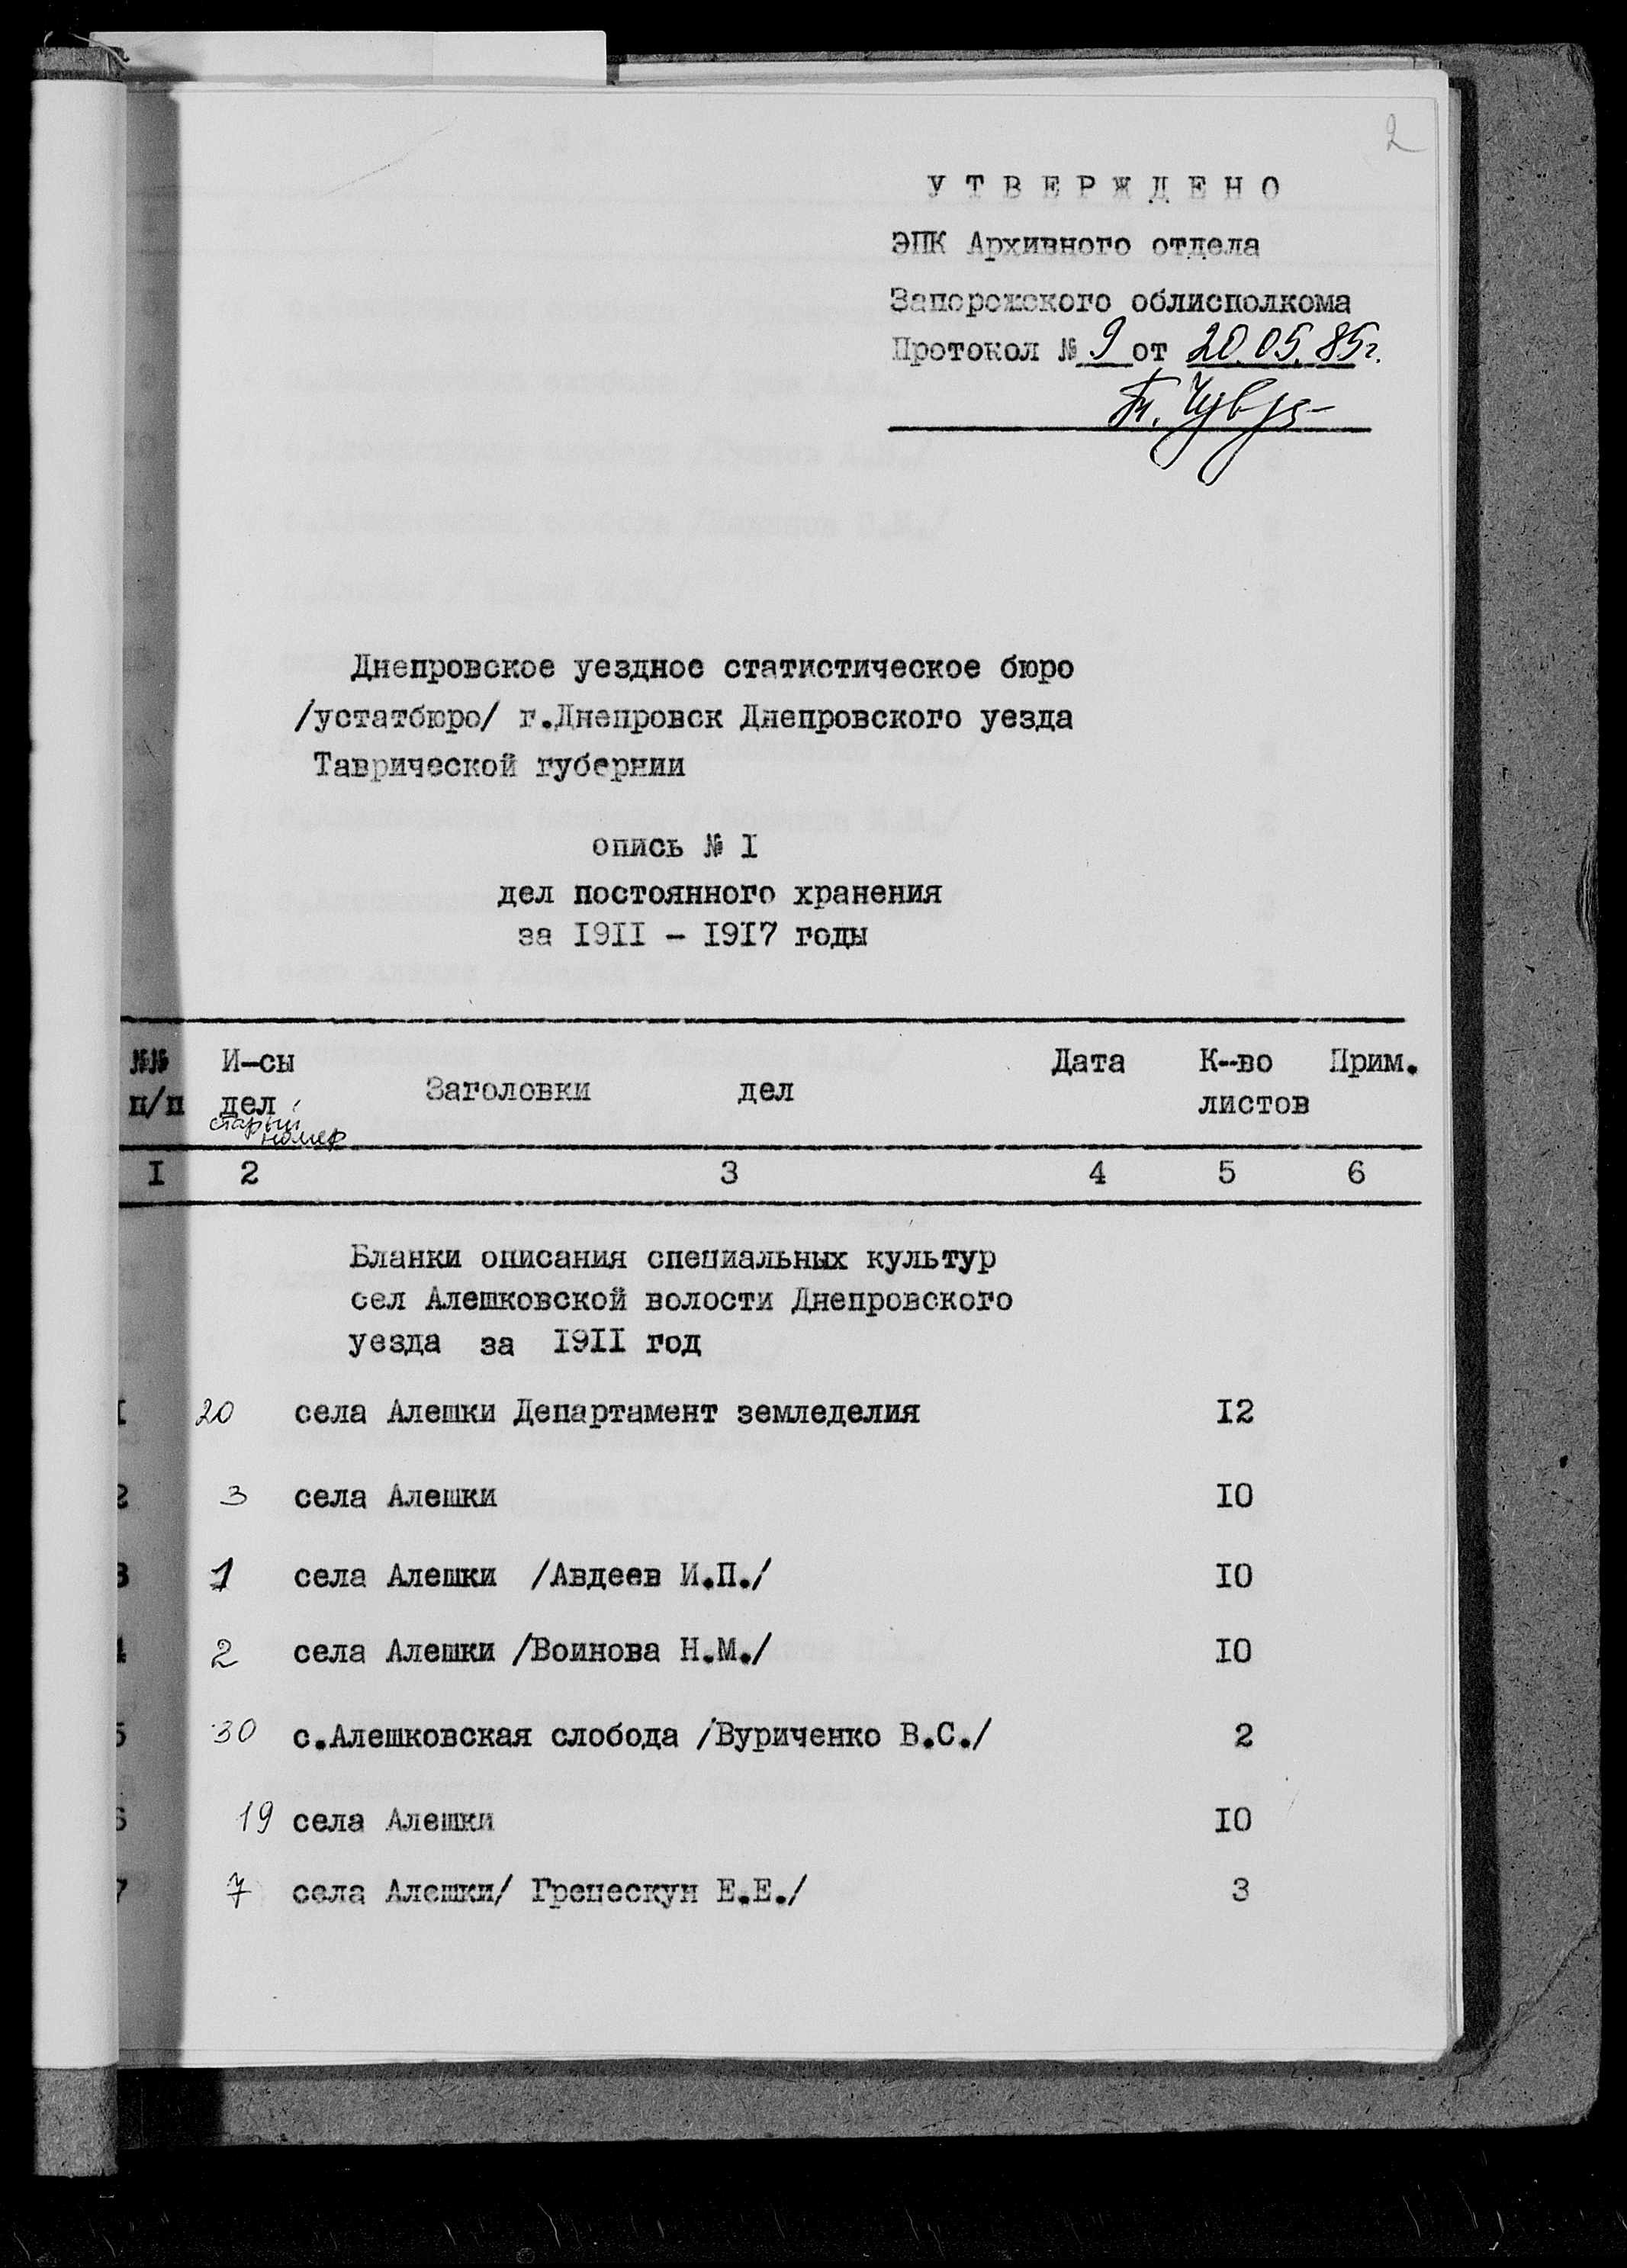 2
УТВЕРЖДЕНО
ЭПК Архивного отдела
Запорожского облисполкома
Протокол № 9 от 20.05.85г.
Днепровское уездное статистическое бюро
/устатбюро/ г.Днепровск Днепровского уезда
Таврической губернии
опись № I
дел постоянного хранения
за I9II - I9I7 годы
№№ п/п И-сы дел старый номер Заголовки дел Дата К-во листов Прим.
I 2 3 4 5 6
Бланки описания специальных культур
сел Алешковской волости Днепровского
уезда за I9II год
I 20 села Алешки Департамент земледелия I2
2 3 села Алешки I0
3 1 села Алешки /Авдеев И.П./ I0
4 2 села Алешки /Воинова Н.М./ I0
5 30 с.Алешковская слобода /Вуриченко В.С./ 2
6 19 села Алешки I0
7 7 села Алешки/ Грецескун Е.Е./ 3